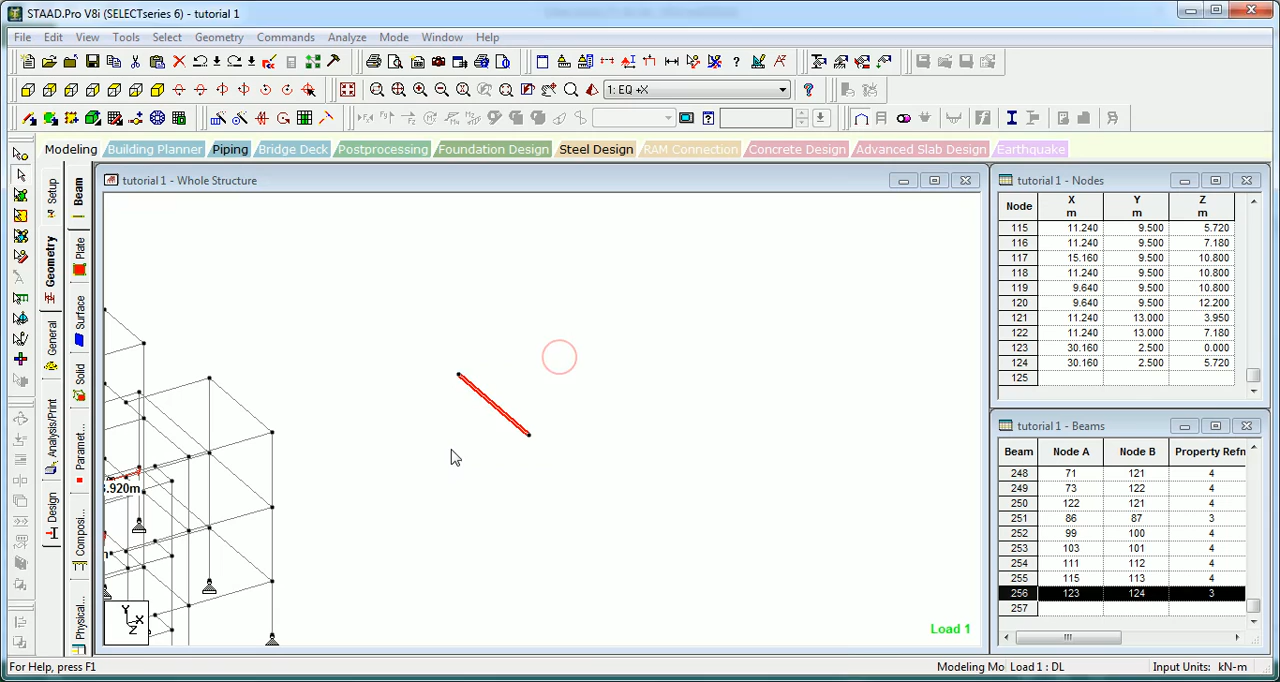 STAAD.Pro V8i (SELECTseries 6) - tutorial 1
File Edit View Tools Select Geometry Commands Analyze Mode Window Help
1: EQ +X
Modeling Building Planner Piping Bridge Deck Postprocessing Foundation Design Steel Design RAM Connection Concrete Design Advanced Slab Design Earthquake
Setup
Geometry
General
Analysis/Print
Design
Beam
Plate
Surface
Solid
Paramet...
Composi...
Physical...
tutorial 1 - Whole Structure
.920m
Y
X
Z
Load 1
tutorial 1 - Nodes
Node X m Y m Z m
115 11.240 9.500 5.720
116 11.240 9.500 7.180
117 15.160 9.500 10.800
118 11.240 9.500 10.800
119 9.640 9.500 10.800
120 9.640 9.500 12.200
121 11.240 13.000 3.950
122 11.240 13.000 7.180
123 30.160 2.500 0.000
124 30.160 2.500 5.720
125
tutorial 1 - Beams
Beam Node A Node B Property Refn
248 71 121 4
249 73 122 4
250 122 121 4
251 86 87 3
252 99 100 4
253 103 101 4
254 111 112 4
255 115 113 4
256 123 124 3
257
For Help, press F1
Modeling Mo Load 1 : DL Input Units: kN-m